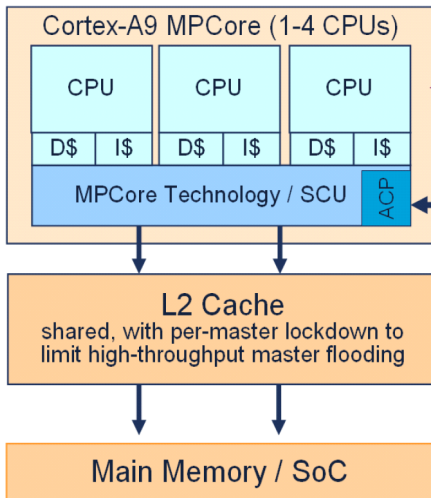 Cortex-A9 MPCore (1-4 CPUs)
CPU CPU CPU
D$ I$ D$ I$ D$ I$
MPCore Technology / SCU
ACP
L2 Cache
shared, with per-master lockdown to
limit high-throughput master flooding
Main Memory / SoC